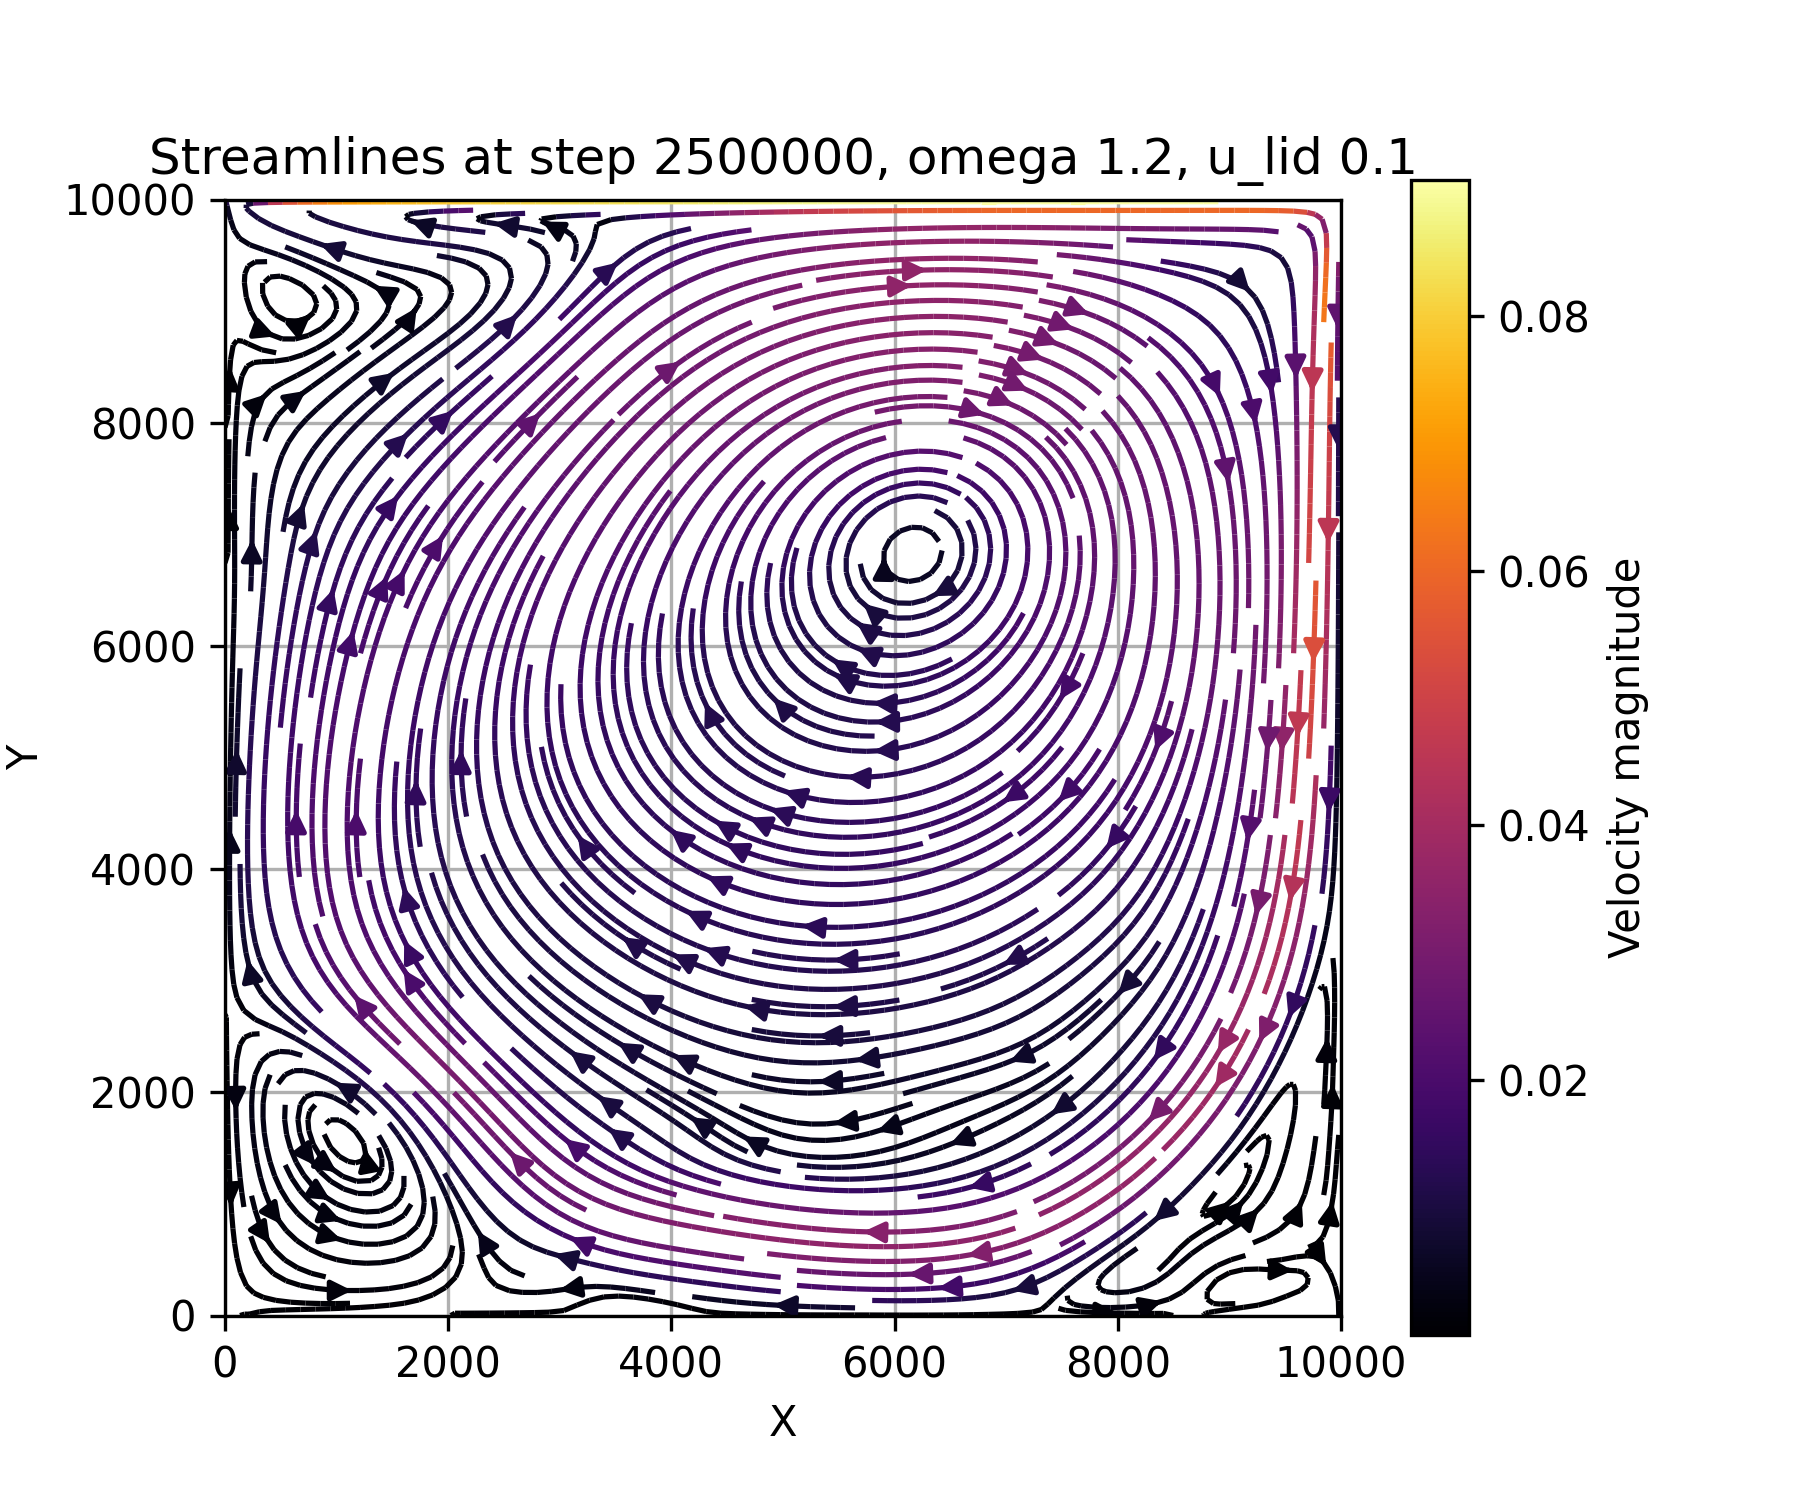 Streamlines at step 2500000, omega 1.2, u_lid 0.1
10000
8000
6000
4000
2000
0
Y
0 2000 4000 6000 8000 10000
X
0.08
0.06
0.04
0.02
Velocity magnitude